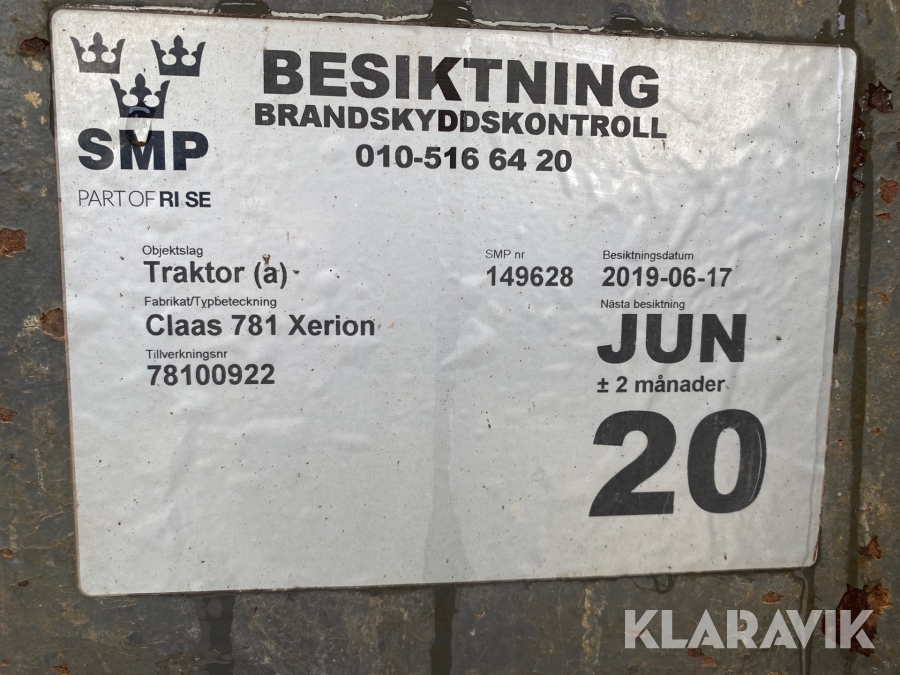 BESIKTNING
BRANDSKYDDSKONTROLL
010-516 64 20
SMP
PART OF RI SE
Objektslag
Traktor (a)
Fabrikat/Typbeteckning
Claas 781 Xerion
Tillverkningsnr
78100922
SMP nr
149628
Besiktningsdatum
2019-06-17
Nästa besiktning
JUN
± 2 månader
20
KLARAVIK